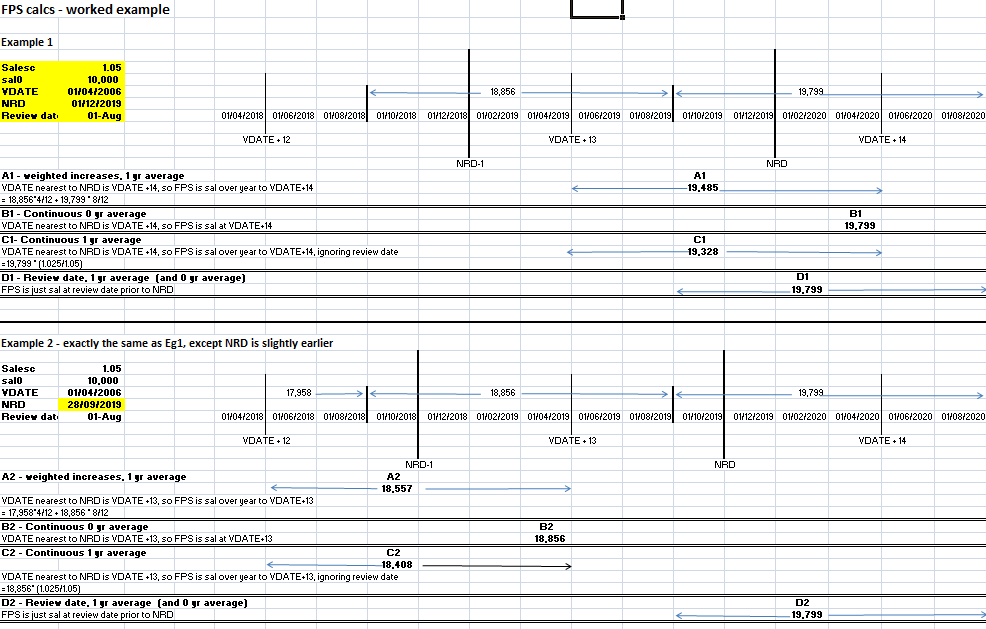 FPS calcs - worked example
Example 1
Salesc 1.05
sal0 10,000
VDATE 01/04/2006
NRD 01/12/2019
Review dat 01-Aug
18,856 19,799
01/04/2018 01/06/2018 01/08/2018 01/10/2018 01/12/2018 01/02/2019 01/04/2019 01/06/2019 01/08/2019 01/10/2019 01/12/2019 01/02/2020 01/04/2020 01/06/2020 01/08/2020
VDATE + 12 VDATE + 13 VDATE + 14
NRD-1 NRD
A1 - weighted increases, 1 yr average A1
VDATE nearest to NRD is VDATE +14, so FPS is sal over year to VDATE+14 19,485
= 18,856*4/12 + 19,799 * 8/12
B1 - Continuous 0 yr average B1
VDATE nearest to NRD is VDATE +14, so FPS is sal at VDATE+14 19,799
C1- Continuous 1 yr average C1
VDATE nearest to NRD is VDATE +14, so FPS is sal over year to VDATE+14, ignoring review date 19,328
=19,799 * (1.025/1.05)
D1 - Review date, 1 yr average (and 0 yr average) D1
FPS is just sal at review date prior to NRD 19,799
Example 2 - exactly the same as Eg1, except NRD is slightly earlier
Salesc 1.05
sal0 10,000
VDATE 01/04/2006
NRD 28/09/2019
Review dat 01-Aug
17,958 18,856 19,799
01/04/2018 01/06/2018 01/08/2018 01/10/2018 01/12/2018 01/02/2019 01/04/2019 01/06/2019 01/08/2019 01/10/2019 01/12/2019 01/02/2020 01/04/2020 01/06/2020 01/08/2020
VDATE + 12 VDATE + 13 VDATE + 14
NRD-1 NRD
A2 - weighted increases, 1 yr average A2
18,557
VDATE nearest to NRD is VDATE +13, so FPS is sal over year to VDATE+13
= 17,958*4/12 + 18,856 * 8/12
B2 - Continuous 0 yr average B2
VDATE nearest to NRD is VDATE +13, so FPS is sal at VDATE+13 18,856
C2 - Continuous 1 yr average C2
18,408
VDATE nearest to NRD is VDATE +13, so FPS is sal over year to VDATE+13, ignoring review date
=18,856* (1.025/1.05)
D2 - Review date, 1 yr average (and 0 yr average) D2
FPS is just sal at review date prior to NRD 19,799